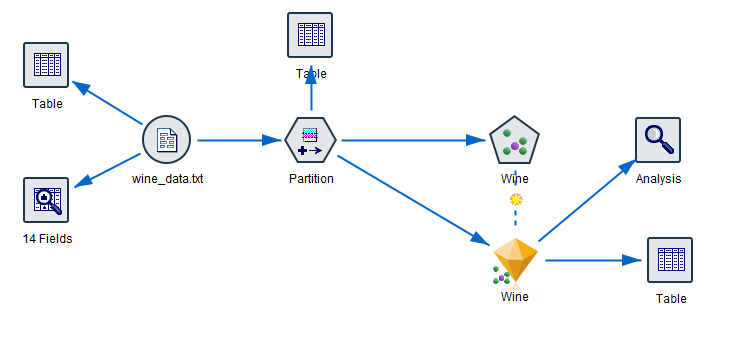 Table
Table
wine_data.txt
Partition
Wine
Analysis
14 Fields
Wine
Table